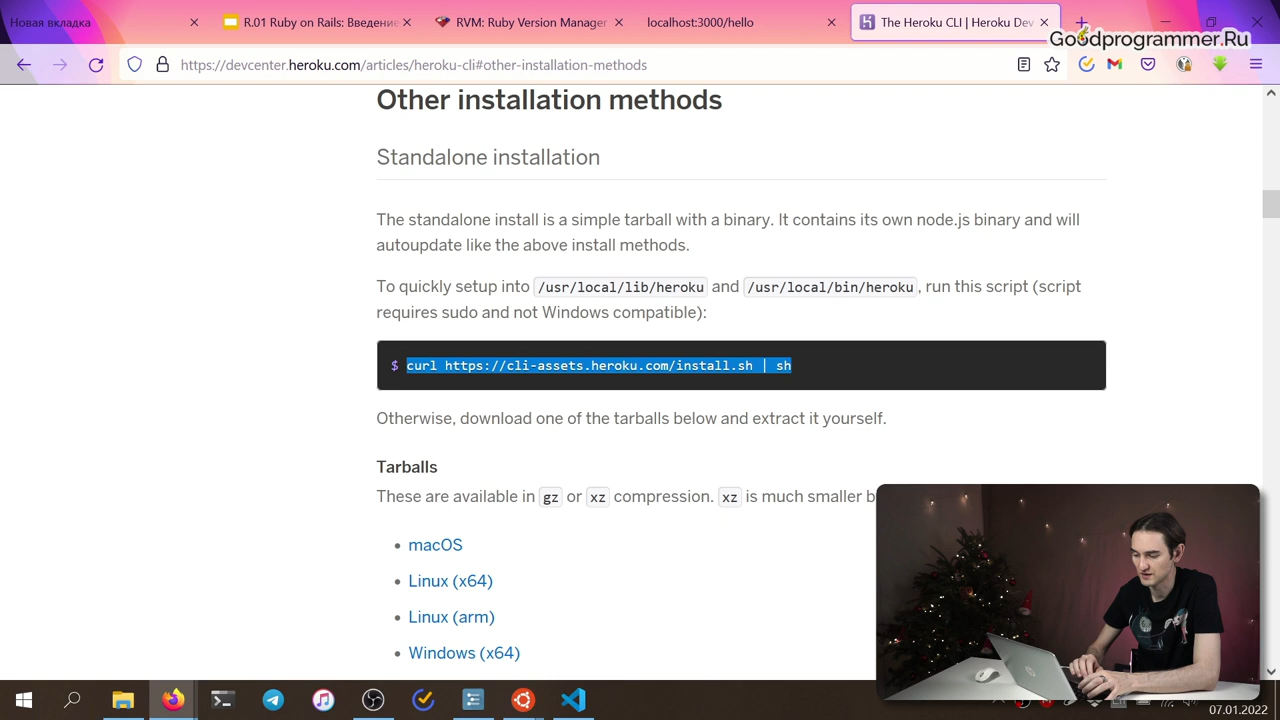 Новая вкладка
R.01 Ruby on Rails: Введение
RVM: Ruby Version Manager
localhost:3000/hello
The Heroku CLI | Heroku Dev
Goodprogrammer.Ru
https://devcenter.heroku.com/articles/heroku-cli#other-installation-methods
Other installation methods
Standalone installation
The standalone install is a simple tarball with a binary. It contains its own node.js binary and will
autoupdate like the above install methods.
To quickly setup into /usr/local/lib/heroku and /usr/local/bin/heroku, run this script (script
requires sudo and not Windows compatible):
$ curl https://cli-assets.heroku.com/install.sh | sh
Otherwise, download one of the tarballs below and extract it yourself.
Tarballs
These are available in gz or xz compression. xz is much smaller b
• macOS
• Linux (x64)
• Linux (arm)
• Windows (x64)
07.01.2022